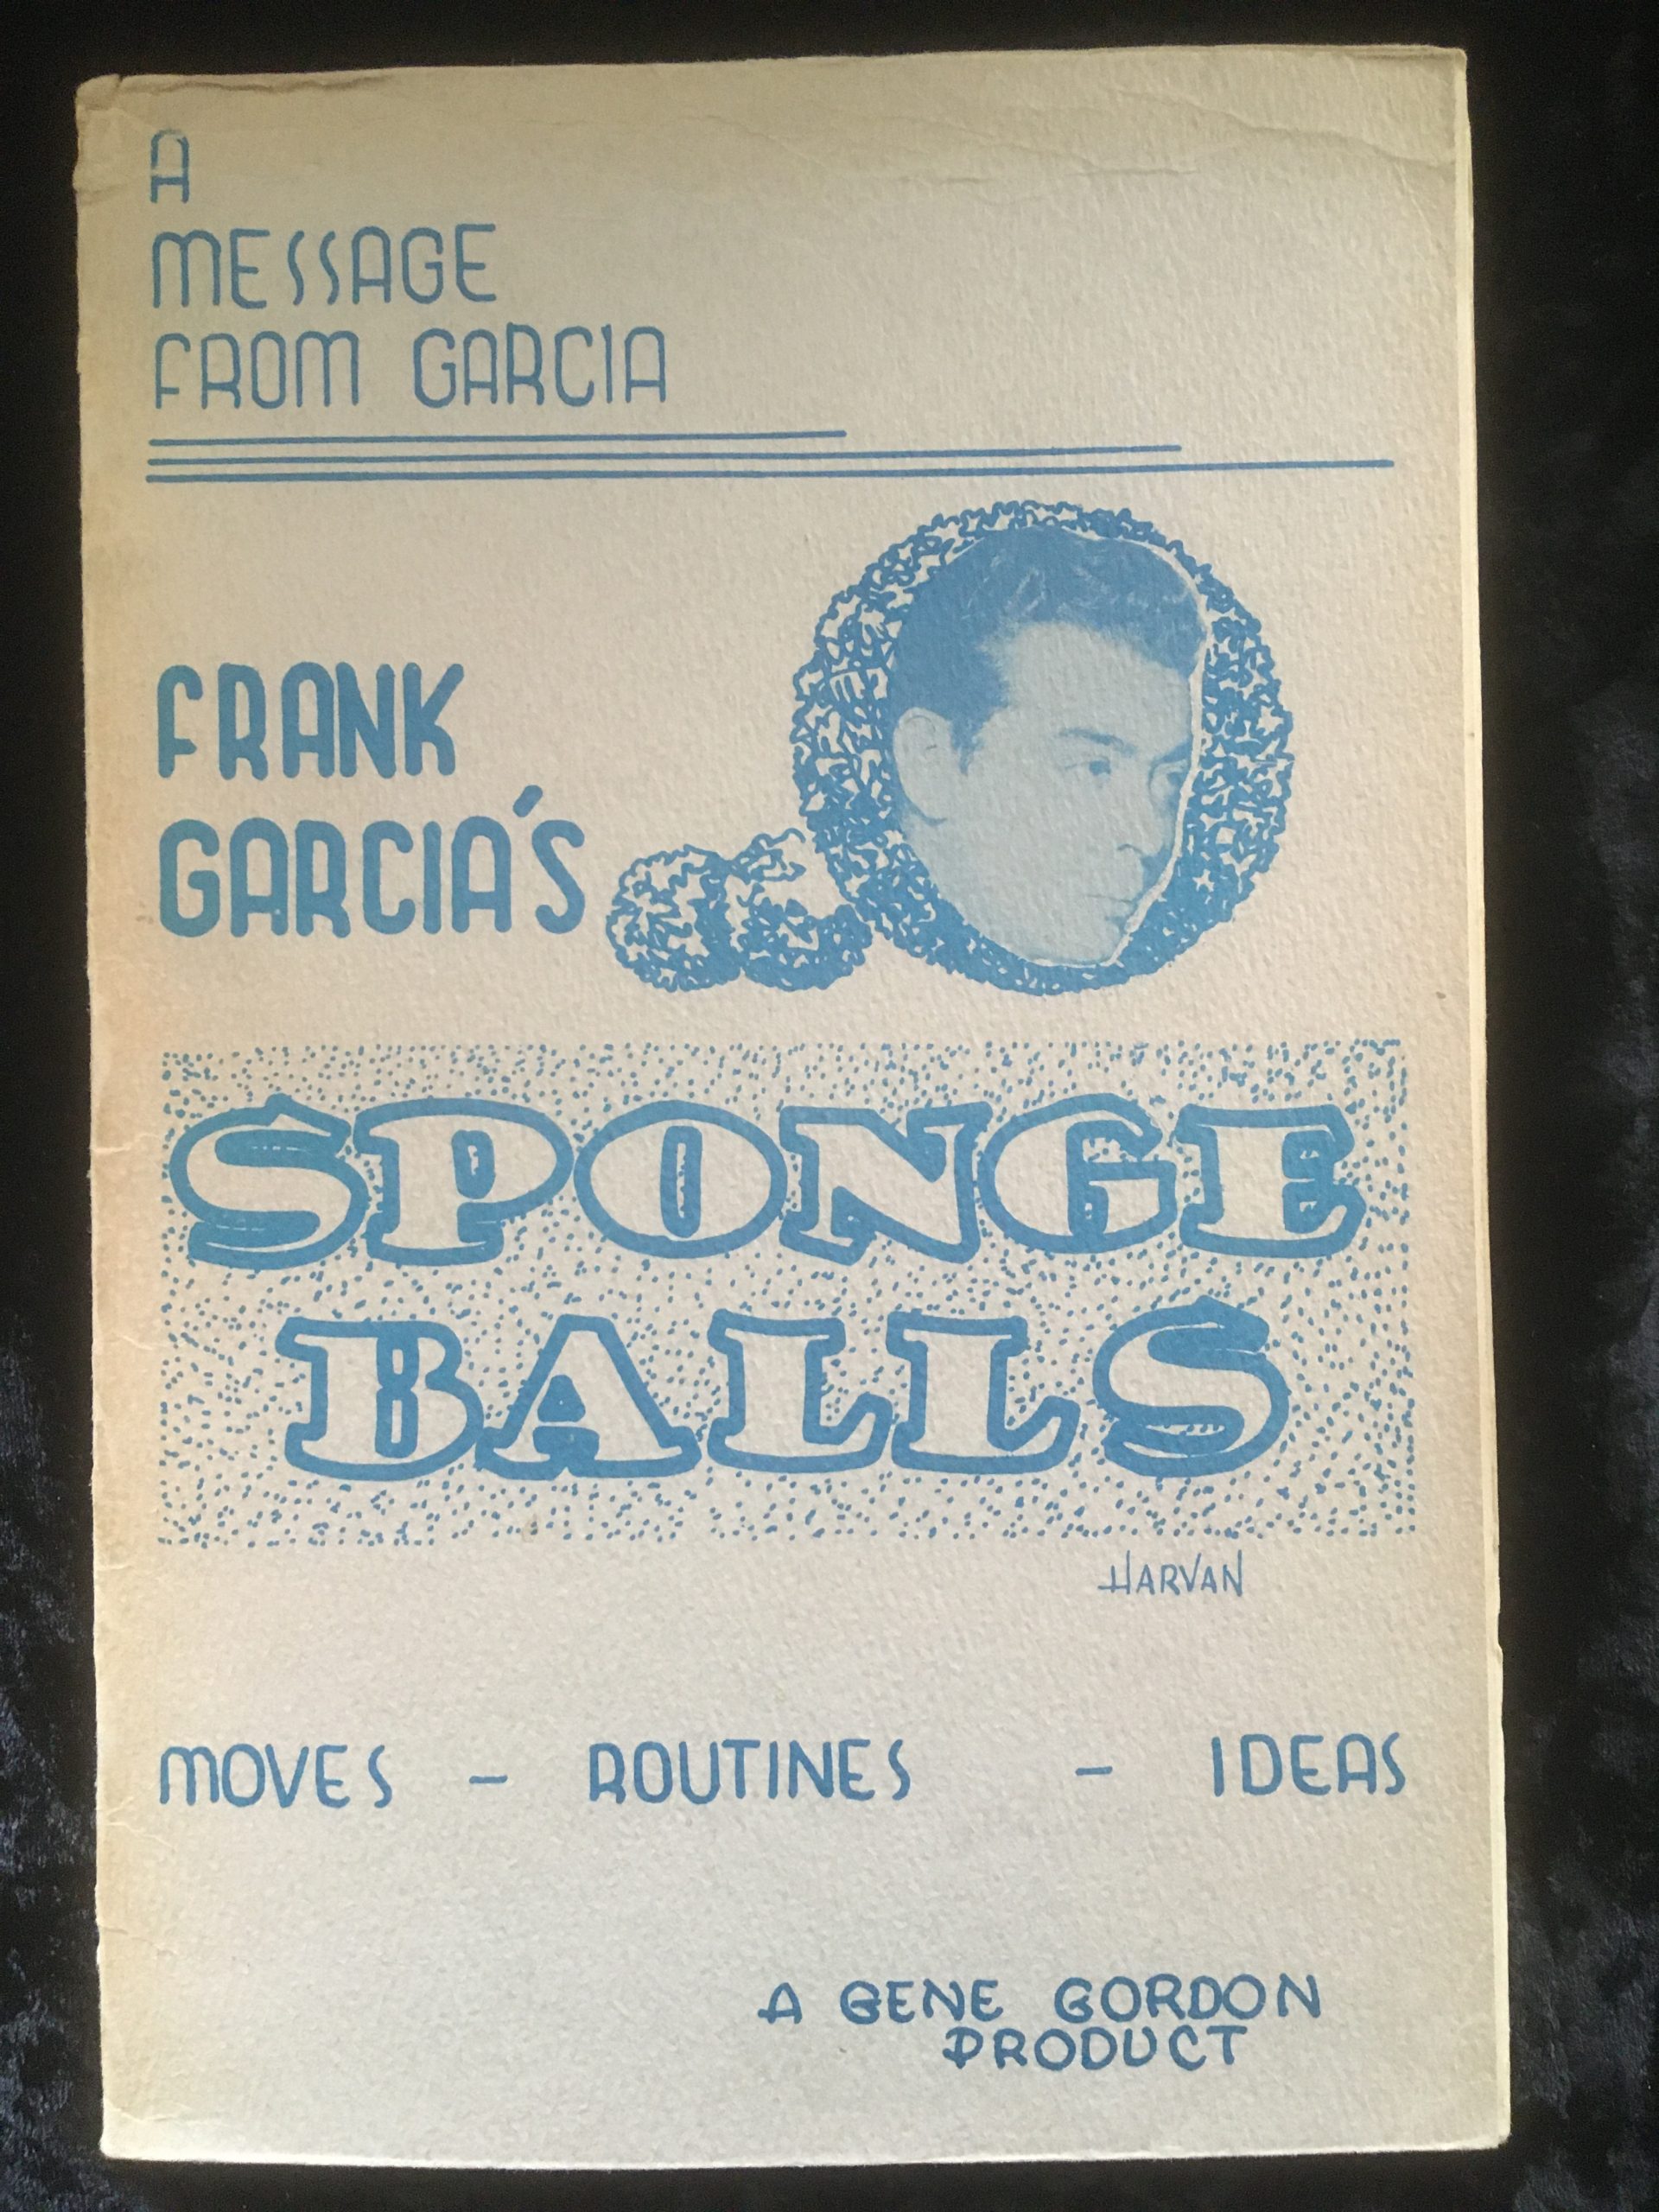 A
MESSAGE
FROM GARCIA
FRANK
GARCIA'S
SPONGE
BALLS
HARVAN
MOVES - ROUTINES - IDEAS
A GENE GORDON
PRODUCT